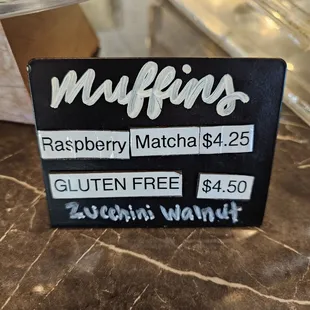 Muffins
Raspberry Matcha $4.25
GLUTEN FREE $4.50
Zucchini Walnut